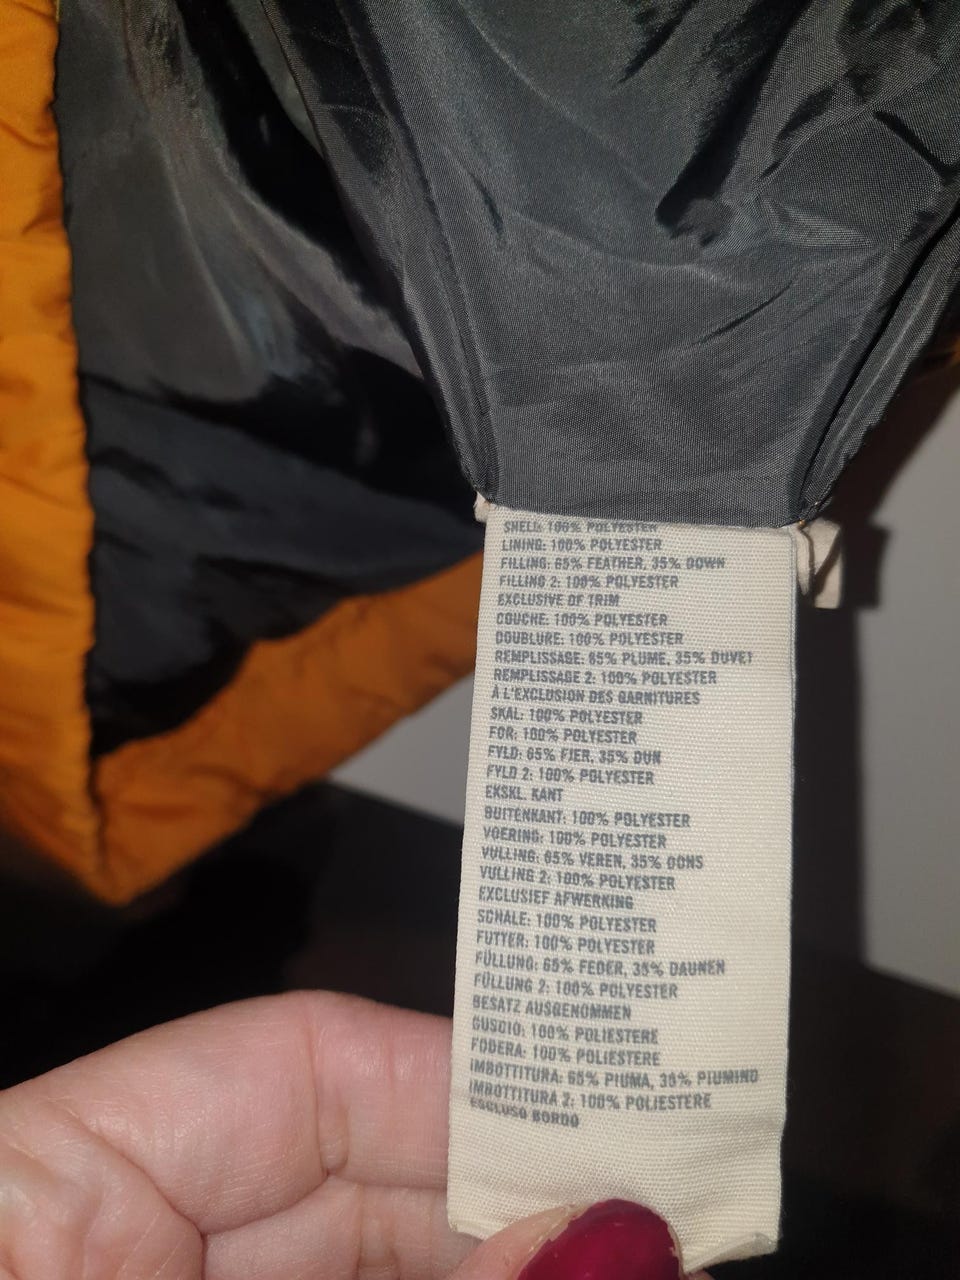 SHELL: 100% POLYESTER
LINING: 100% POLYESTER
FILLING: 65% FEATHER, 35% DOWN
FILLING 2: 100% POLYESTER
EXCLUSIVE OF TRIM
COUCHE: 100% POLYESTER
DOUBLURE: 100% POLYESTER
REMPLISSAGE: 65% PLUME, 35% DUVET
REMPLISSAGE 2: 100% POLYESTER
À L'EXCLUSION DES GARNITURES
SKAL: 100% POLYESTER
FOR: 100% POLYESTER
FYLD: 65% FJER, 35% DUN
FYLD 2: 100% POLYESTER
EKSKL. KANT
BUITENKANT: 100% POLYESTER
VOERING: 100% POLYESTER
VULLING: 65% VEREN, 35% DONS
VULLING 2: 100% POLYESTER
EXCLUSIEF AFWERKING
SCHALE: 100% POLYESTER
FUTTER: 100% POLYESTER
FÜLLUNG: 65% FEDER, 35% DAUNEN
FÜLLUNG 2: 100% POLYESTER
BESATZ AUSGENOMMEN
GUSCIO: 100% POLIESTERE
FODERA: 100% POLIESTERE
IMBOTTITURA: 65% PIUMA, 35% PIUMINO
IMBOTTITURA 2: 100% POLIESTERE
ESCLUSO BORDO